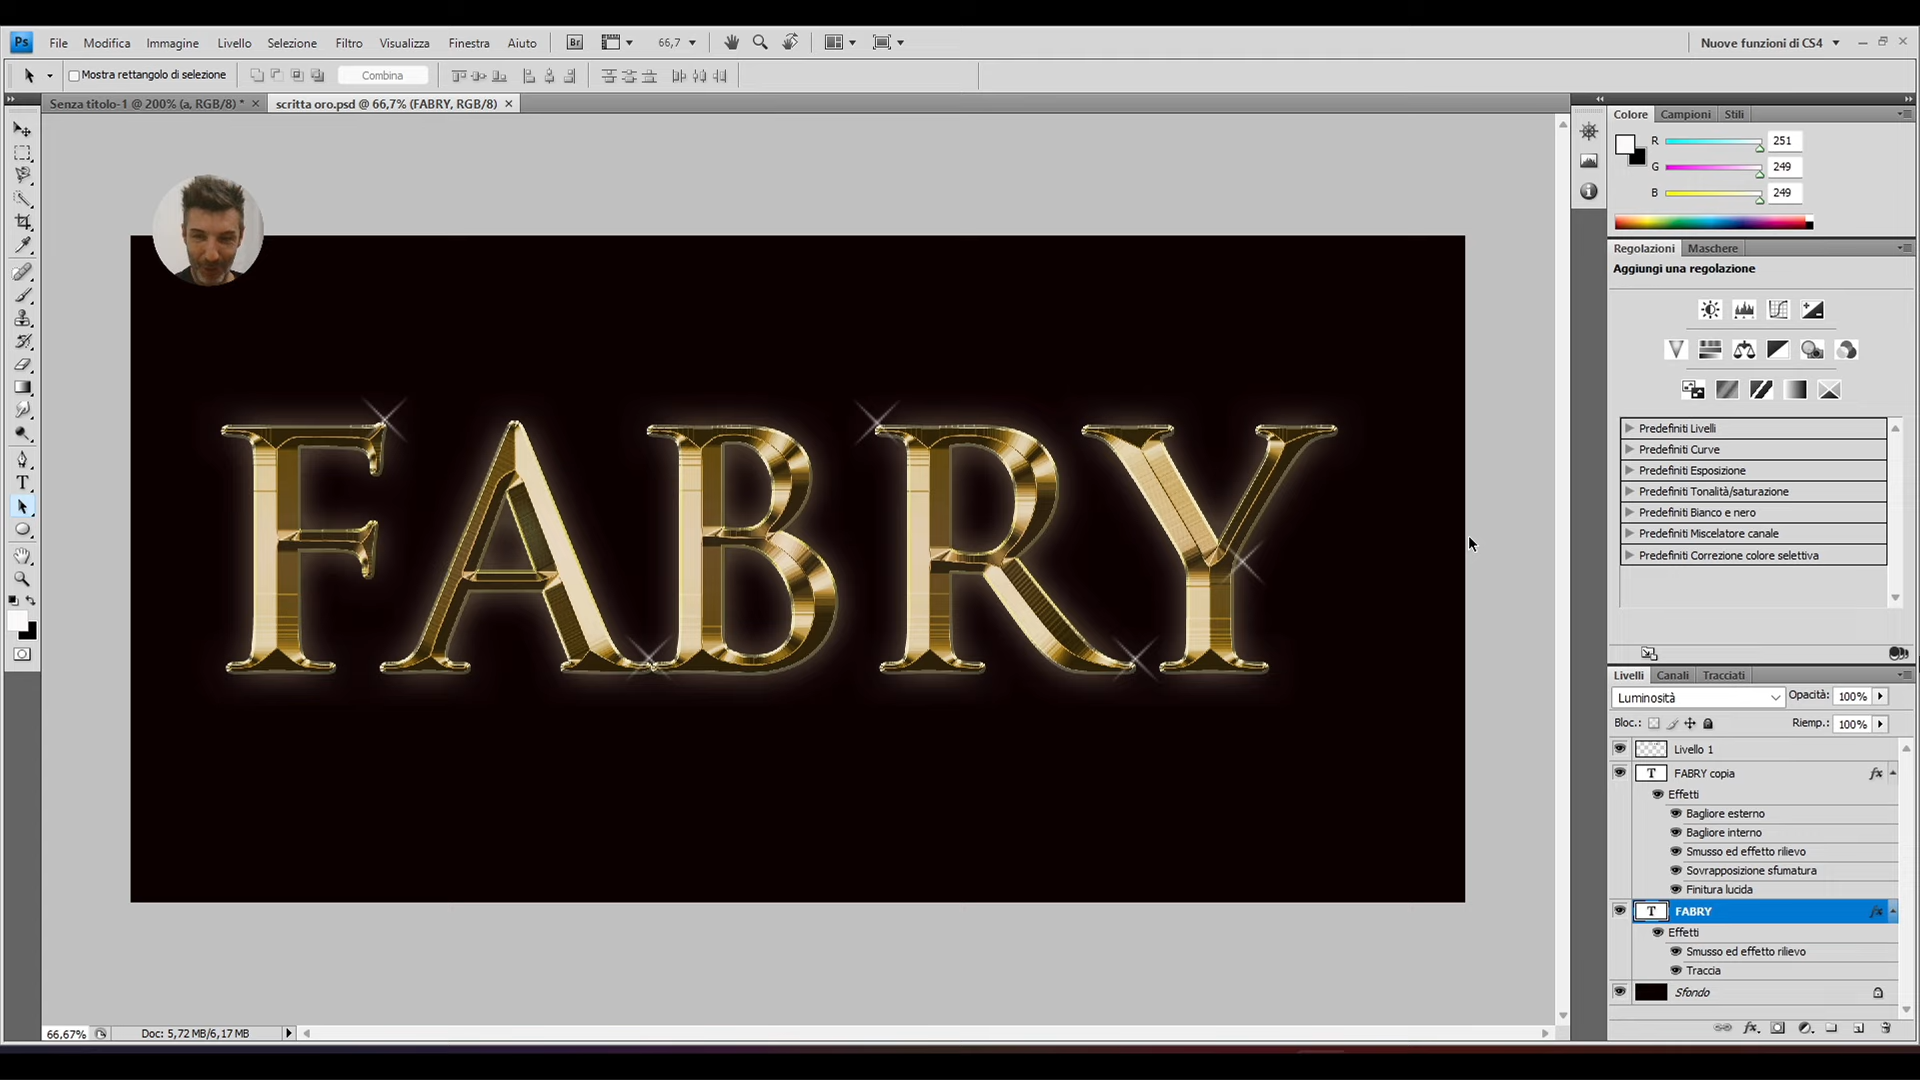 Ps File Modifica Immagine Livello Selezione Filtro Visualizza Finestra Aiuto Br 66,7 Nuove funzioni di CS4
Mostra rettangolo di selezione Combina
Senza titolo-1 @ 200% (a, RGB/8) * scritta oro.psd @ 66,7% (FABRY, RGB/8)
Colore Campioni Stili
R 251
G 249
B 249
Regolazioni Maschere
Aggiungi una regolazione
Predefiniti Livelli
Predefiniti Curve
Predefiniti Esposizione
Predefiniti Tonalità/saturazione
Predefiniti Bianco e nero
Predefiniti Miscelatore canale
Predefiniti Correzione colore selettiva
FABRY
Livelli Canali Tracciati
Luminosità Opacità: 100%
Bloc.: Riemp.: 100%
Livello 1
T FABRY copia fx
Effetti
Bagliore esterno
Bagliore interno
Smusso ed effetto rilievo
Sovrapposizione sfumatura
Finitura lucida
T FABRY fx
Effetti
Smusso ed effetto rilievo
Traccia
Sfondo
66,67% Doc: 5,72 MB/6,17 MB